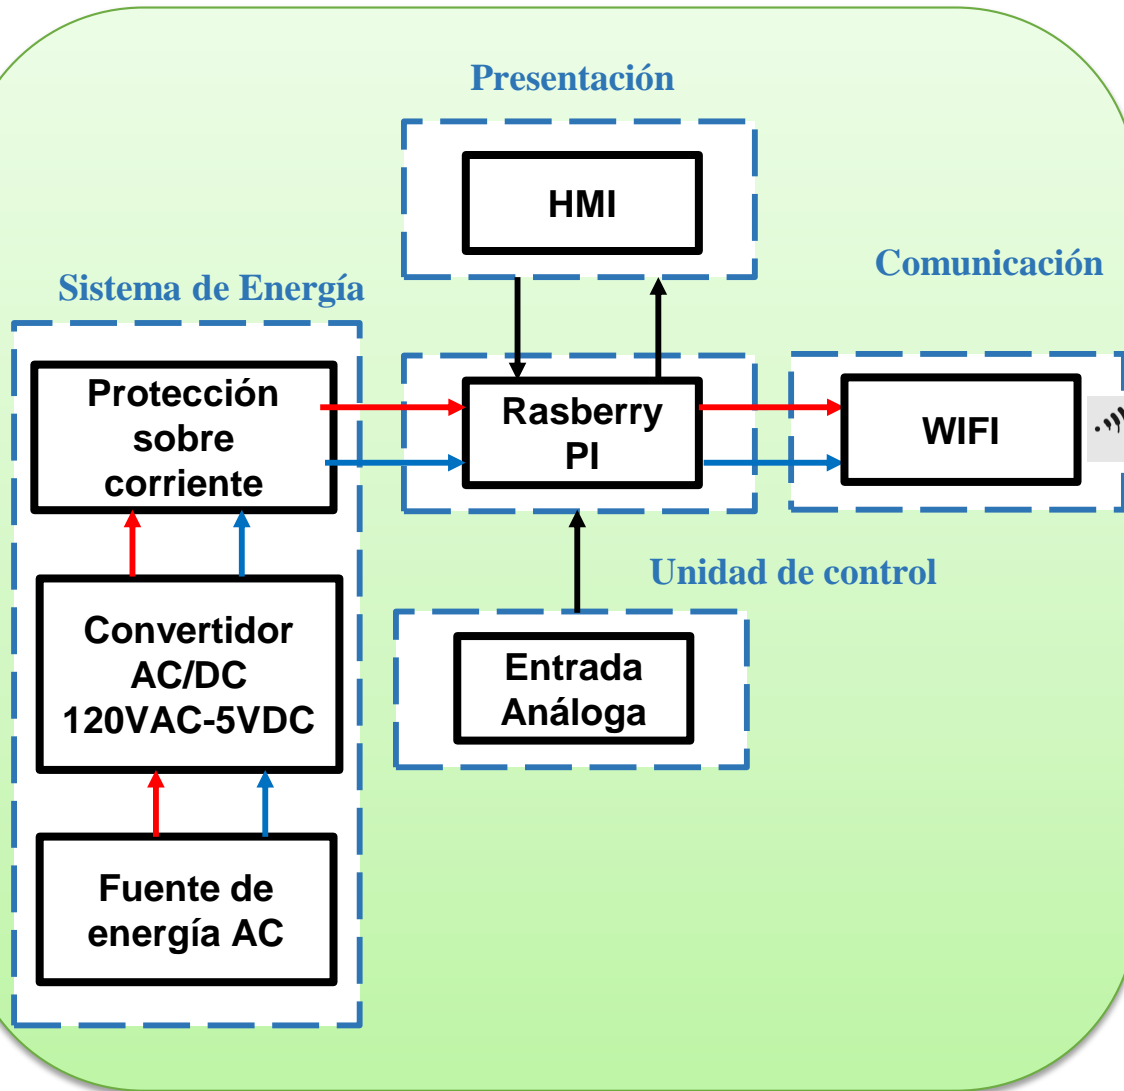 Presentación
HMI
Comunicación
Sistema de Energía
Protección
sobre
corriente
Rasberry
PI
WIFI
Unidad de control
Convertidor
AC/DC
120VAC-5VDC
Entrada
Análoga
Fuente de
energía AC